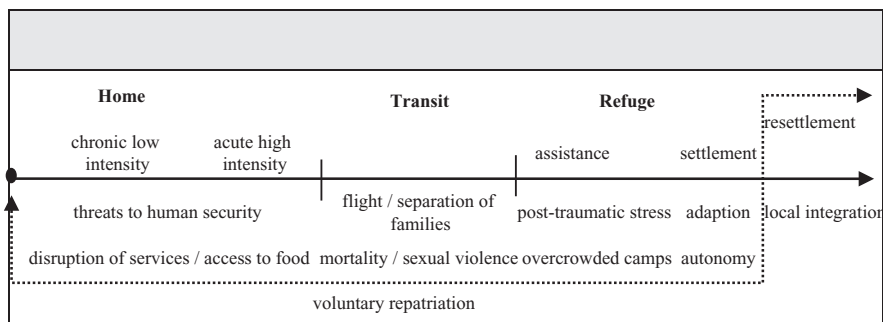 Home Transit Refuge
resettlement
chronic low intensity
acute high intensity
assistance settlement
threats to human security
flight / separation of families
post-traumatic stress adaption local integration
disruption of services / access to food mortality / sexual violence overcrowded camps autonomy
voluntary repatriation